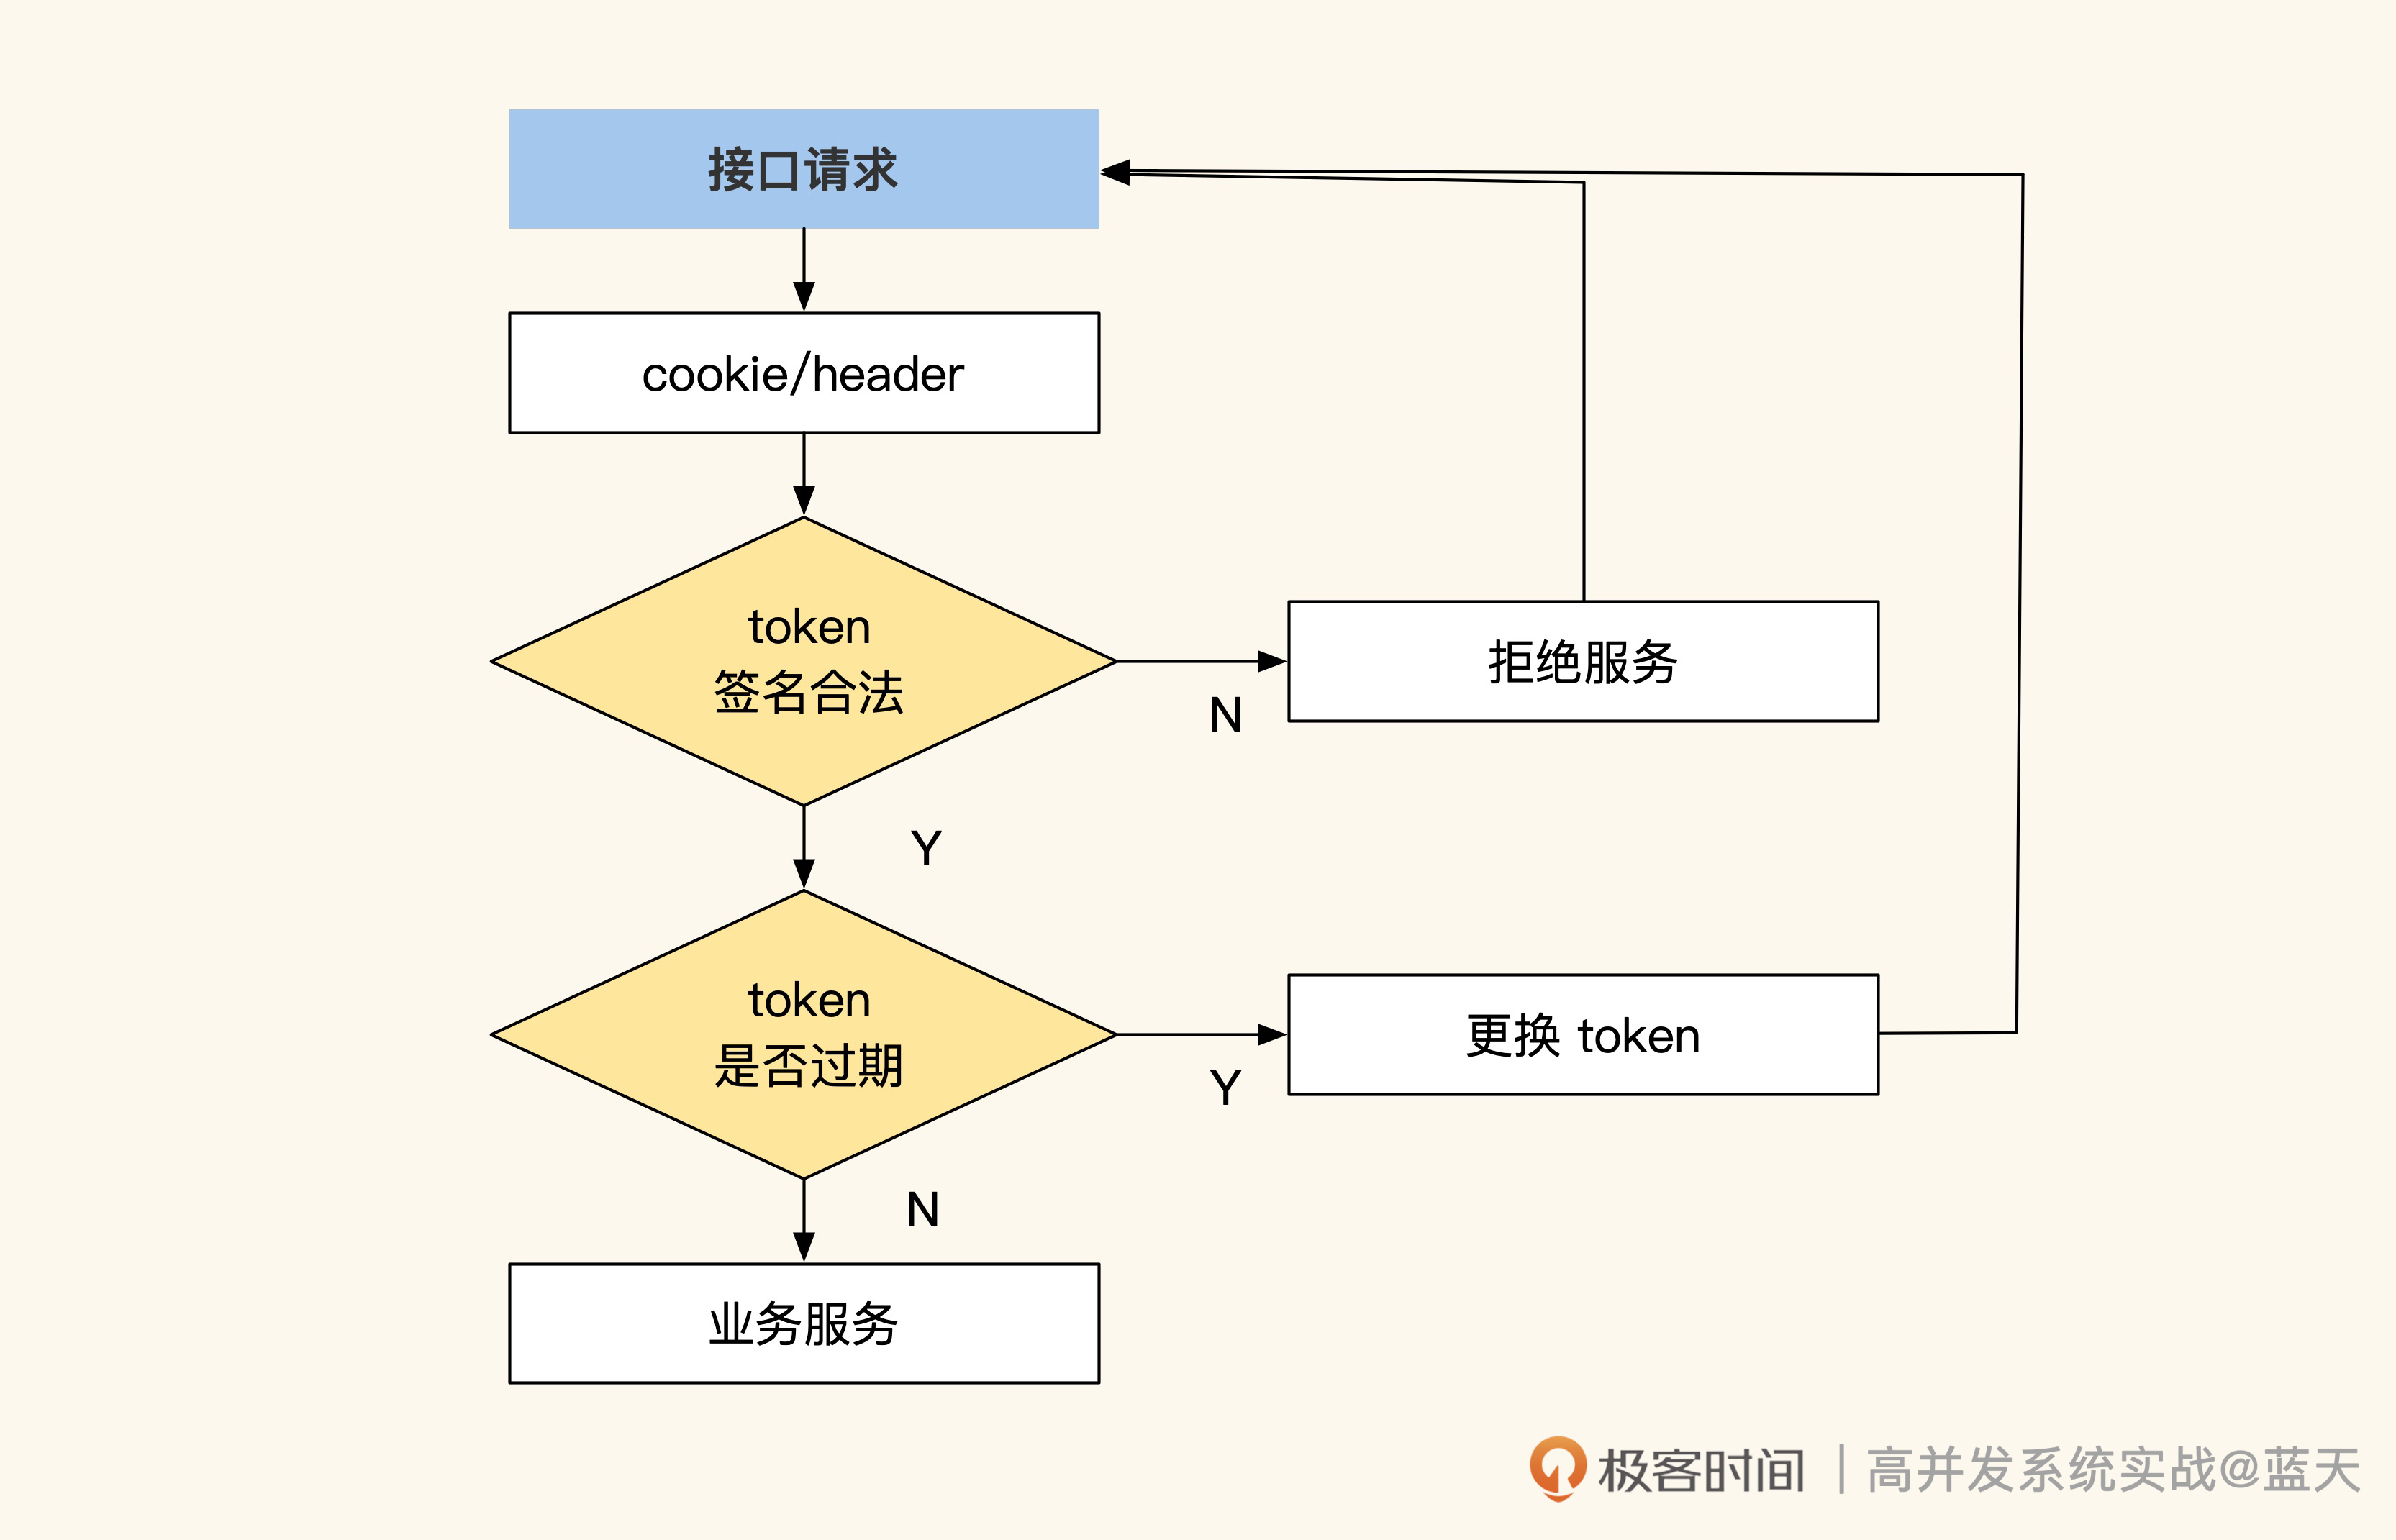 接口请求
cookie/header
token
签名合法
N
拒绝服务
Y
token
是否过期
Y
更换 token
N
业务服务
极客时间 | 高并发系统实战@蓝天